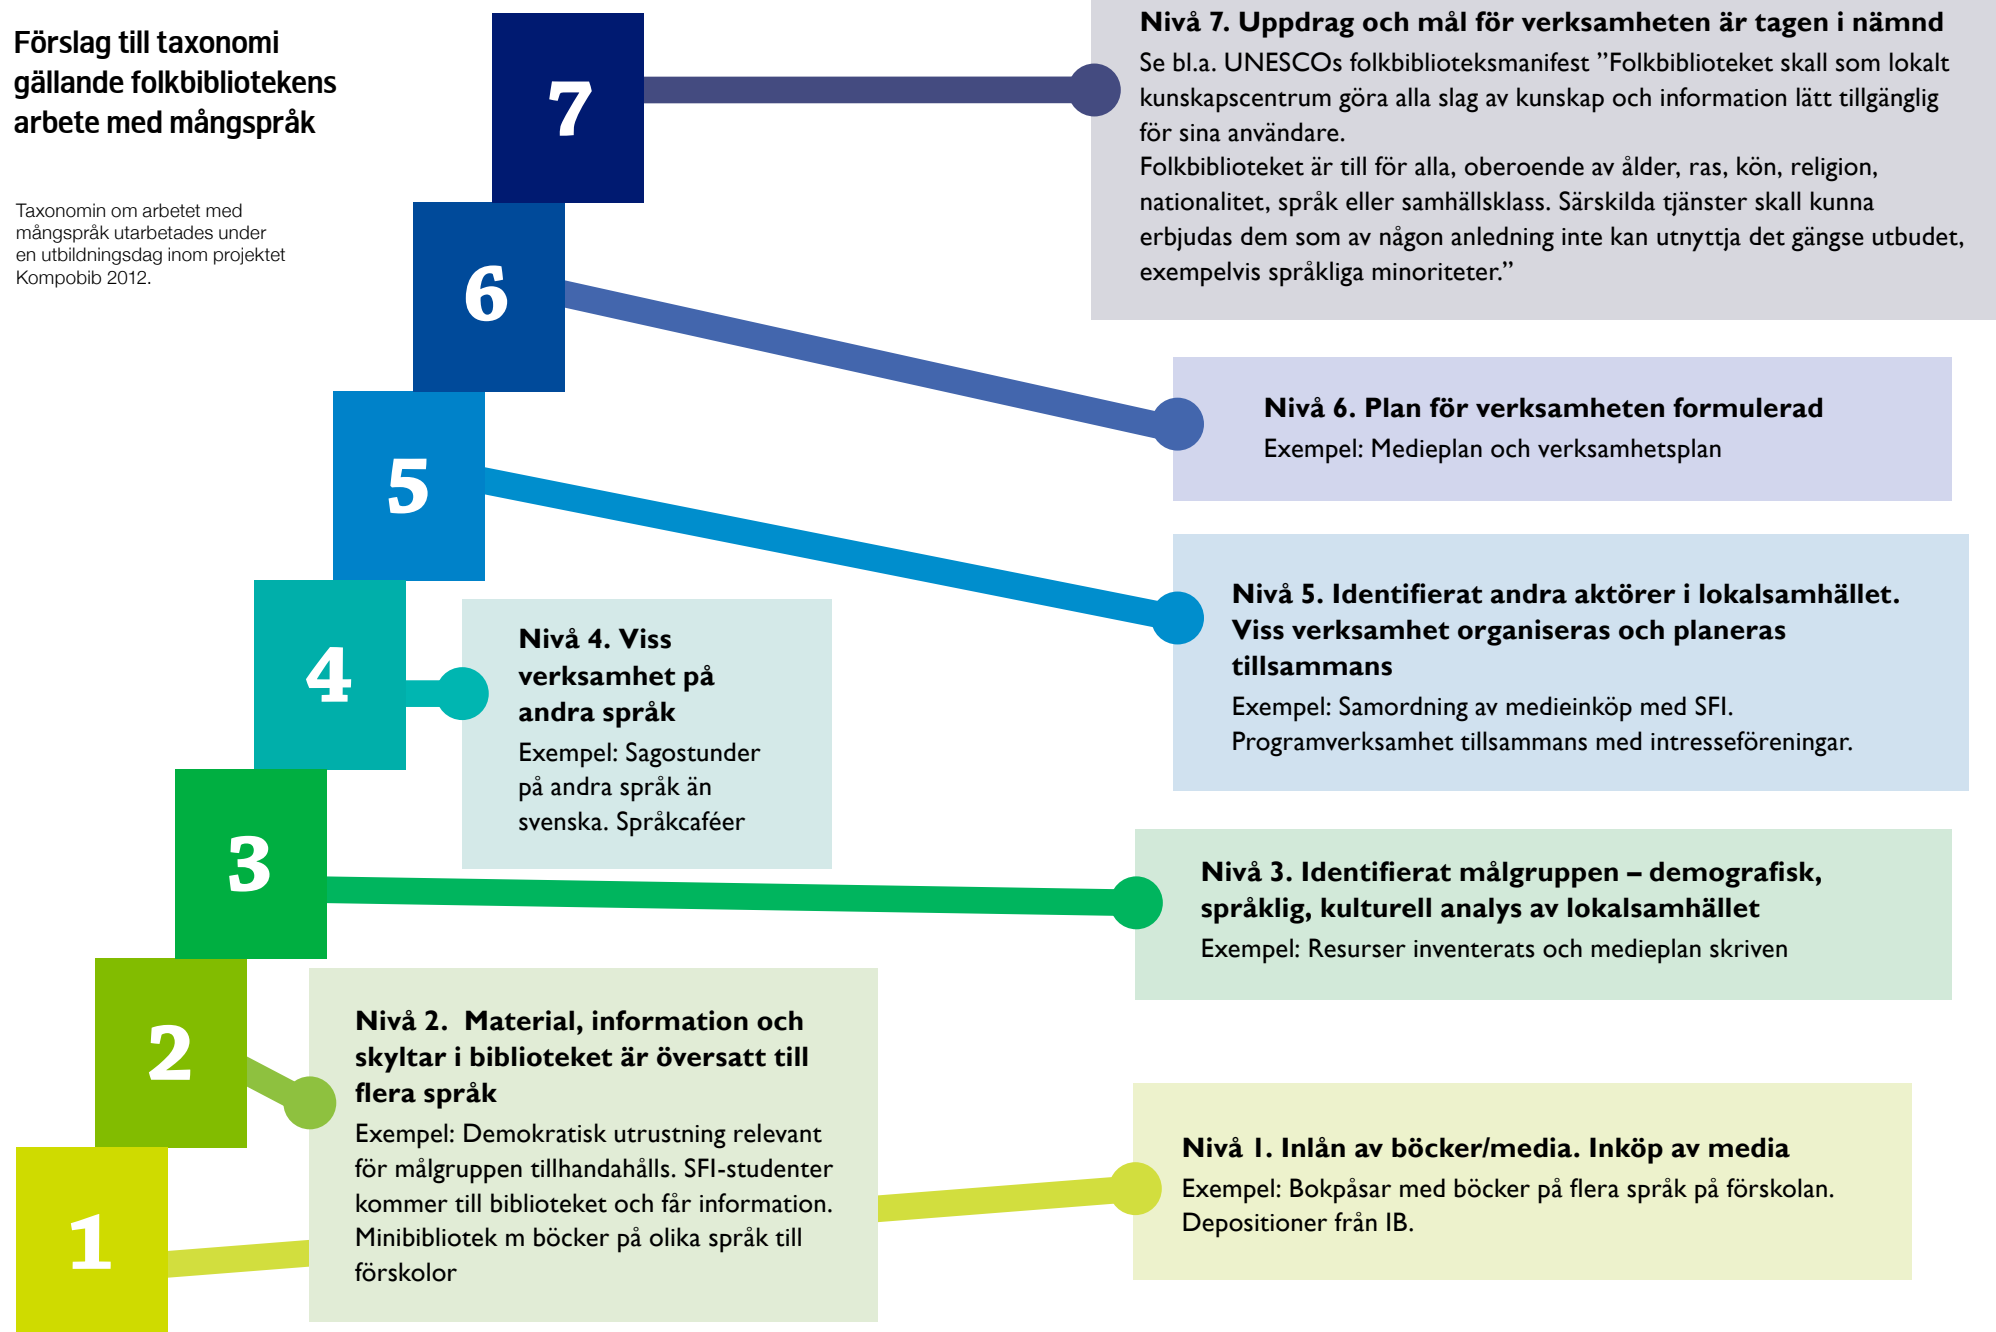 Förslag till taxonomi
gällande folkbibliotekens
arbete med mångspråk
Taxonomin om arbetet med
mångspråk utarbetades under
en utbildningsdag inom projektet
Kompobib 2012.
7
Nivå 7. Uppdrag och mål för verksamheten är tagen i nämnd
Se bl.a. UNESCOs folkbiblioteksmanifest ”Folkbiblioteket skall som lokalt
kunskapscentrum göra alla slag av kunskap och information lätt tillgänglig
för sina användare.
Folkbiblioteket är till för alla, oberoende av ålder, ras, kön, religion,
nationalitet, språk eller samhällsklass. Särskilda tjänster skall kunna
erbjudas dem som av någon anledning inte kan utnyttja det gängse utbudet,
exempelvis språkliga minoriteter.”
6
Nivå 6. Plan för verksamheten formulerad
Exempel: Medieplan och verksamhetsplan
5
Nivå 5. Identifierat andra aktörer i lokalsamhället.
Viss verksamhet organiseras och planeras
tillsammans
Exempel: Samordning av medieinköp med SFI.
Programverksamhet tillsammans med intresseföreningar.
4
Nivå 4. Viss
verksamhet på
andra språk
Exempel: Sagostunder
på andra språk än
svenska. Språkcaféer
3
Nivå 3. Identifierat målgruppen – demografisk,
språklig, kulturell analys av lokalsamhället
Exempel: Resurser inventerats och medieplan skriven
2
Nivå 2. Material, information och
skyltar i biblioteket är översatt till
flera språk
Exempel: Demokratisk utrustning relevant
för målgruppen tillhandahålls. SFI-studenter
kommer till biblioteket och får information.
Minibibliotek m böcker på olika språk till
förskolor
1
Nivå 1. Inlån av böcker/media. Inköp av media
Exempel: Bokpåsar med böcker på flera språk på förskolan.
Depositioner från IB.